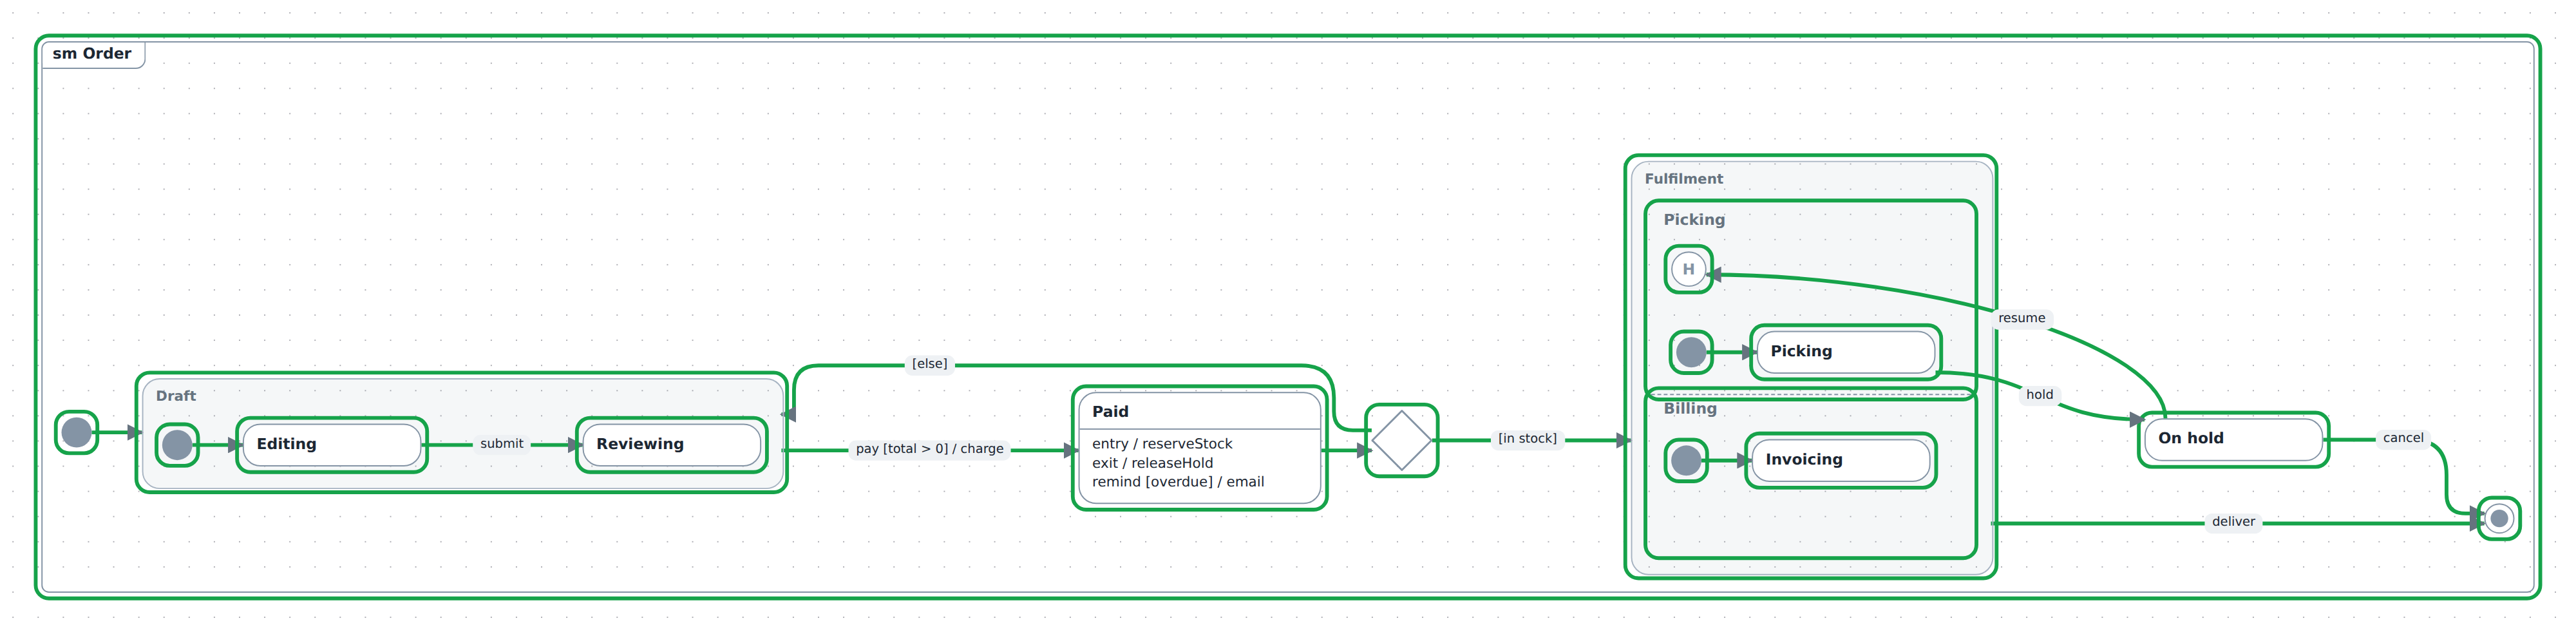 sm Order
Draft
Editing
submit
Reviewing
[else]
pay [total > 0] / charge
Paid
entry / reserveStock
exit / releaseHold
remind [overdue] / email
[in stock]
Fulfilment
Picking
H
Picking
Billing
Invoicing
resume
hold
On hold
cancel
deliver